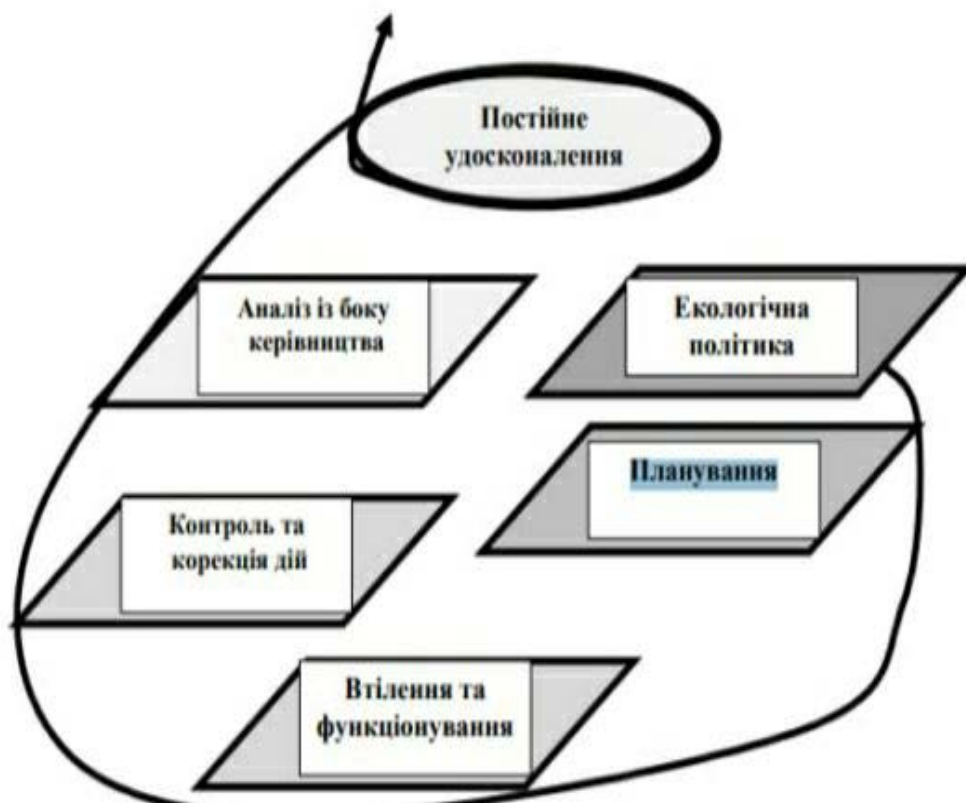 Постійне
удосконалення
Аналіз із боку
керівництва
Екологічна
політика
Планування
Контроль та
корекція дій
Втілення та
функціонування